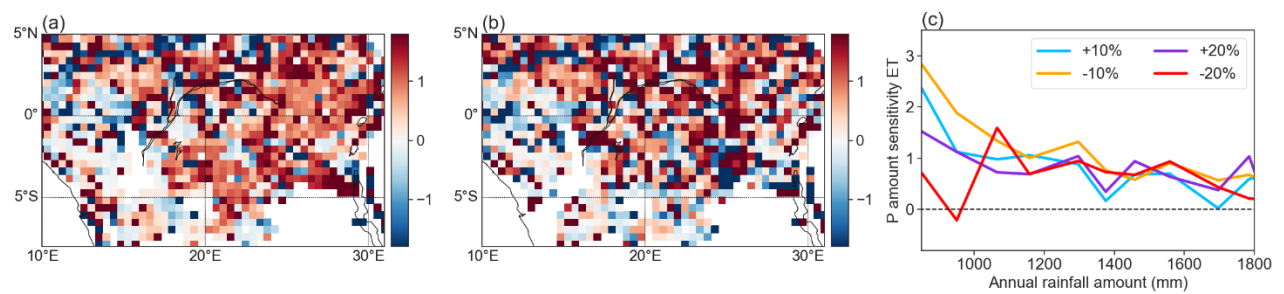 (a)
5°N
0°
5°S
10°E
20°E
30°E
1
0
−1
(b)
5°N
0°
5°S
10°E
20°E
30°E
1
0
−1
(c)
P amount sensitivity ET
3
2
1
0
+10%
+20%
-10%
-20%
1000
1200
1400
1600
1800
Annual rainfall amount (mm)